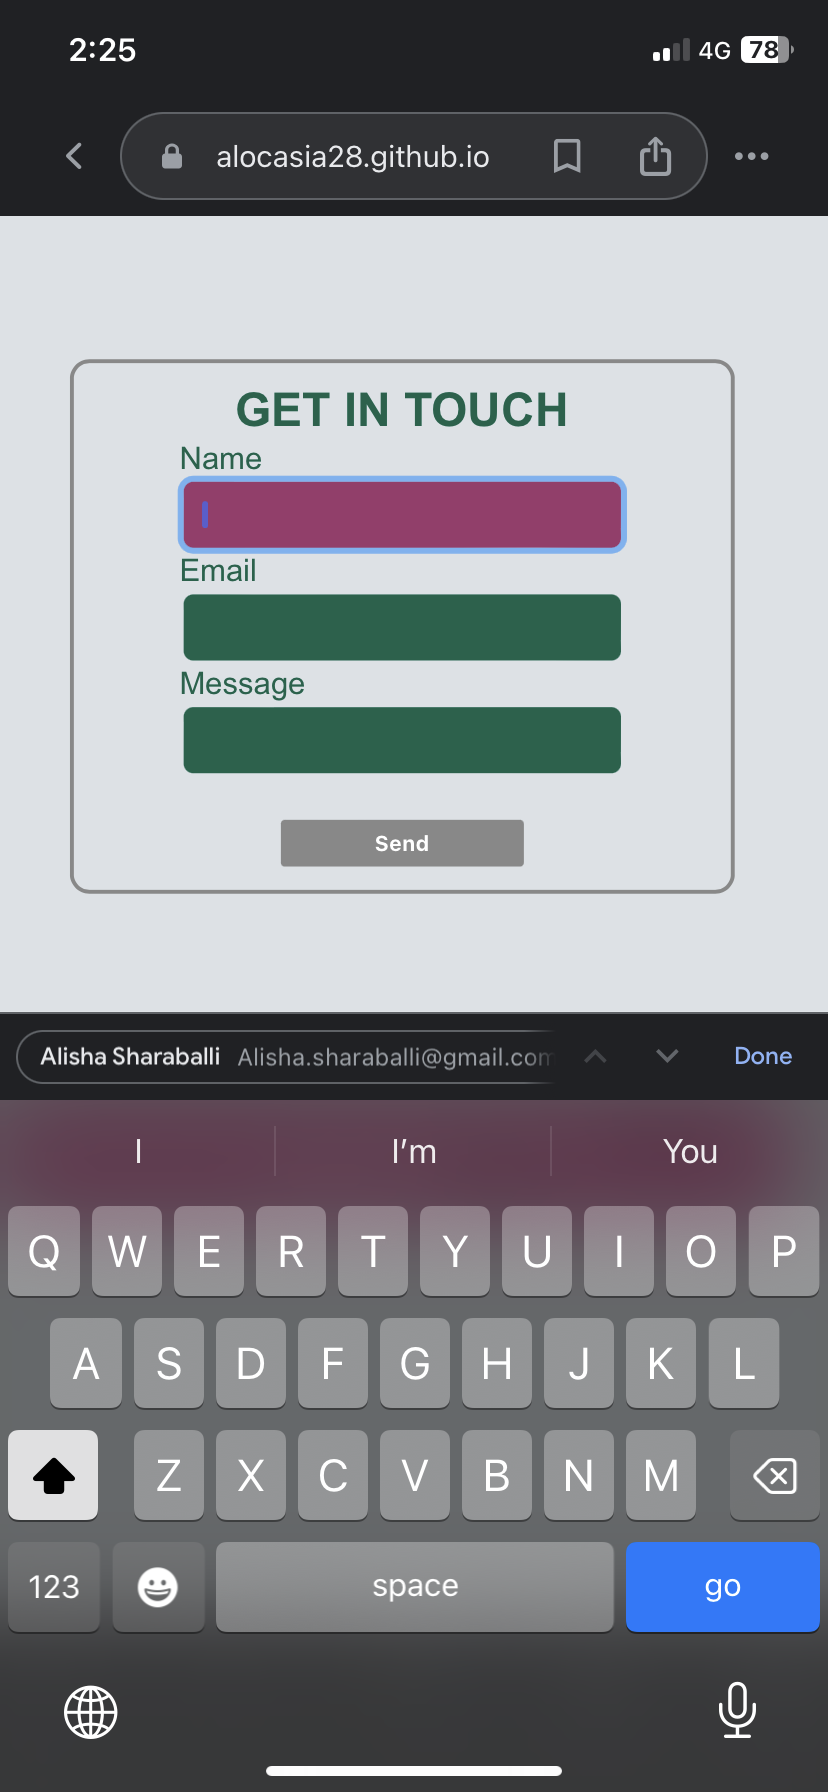 2:25 4G 78
alocasia28.github.io
GET IN TOUCH
Name
Email
Message
Send
Alisha Sharaballi Alisha.sharaballi@gmail.com Done
I I'm You
Q W E R T Y U I O P
A S D F G H J K L
Z X C V B N M
123 space go